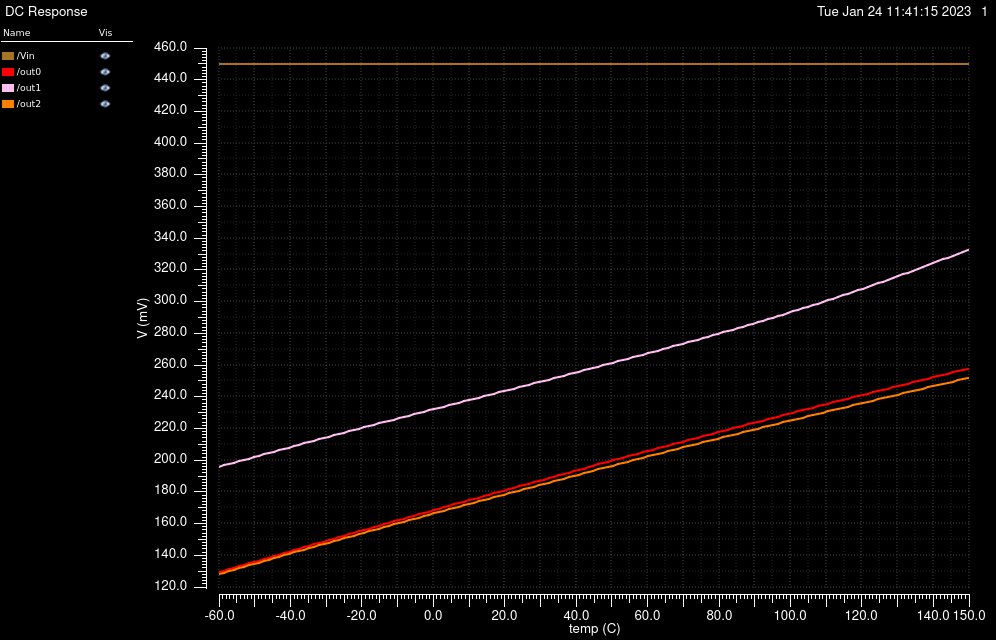 DC Response
Tue Jan 24 11:41:15 2023 1
Name Vis
/Vin
/out0
/out1
/out2
460.0
440.0
420.0
400.0
380.0
360.0
340.0
320.0
300.0
280.0
260.0
240.0
220.0
200.0
180.0
160.0
140.0
120.0
V (mV)
-60.0 -40.0 -20.0 0.0 20.0 40.0 60.0 80.0 100.0 120.0 140.0 150.0
temp (C)